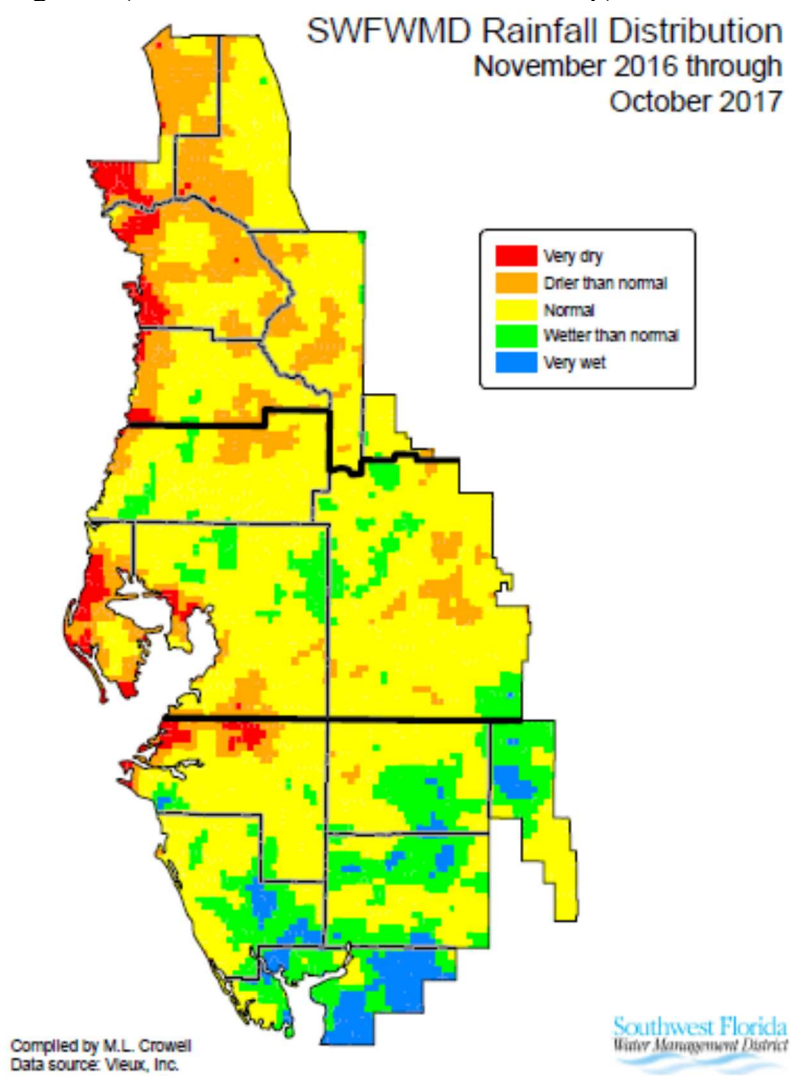 SWFWMD Rainfall Distribution
November 2016 through
October 2017
Very dry
Drier than normal
Normal
Wetter than normal
Very wet
Compiled by M.L. Crowell
Data source: Vieux, Inc.
Southwest Florida
Water Management District